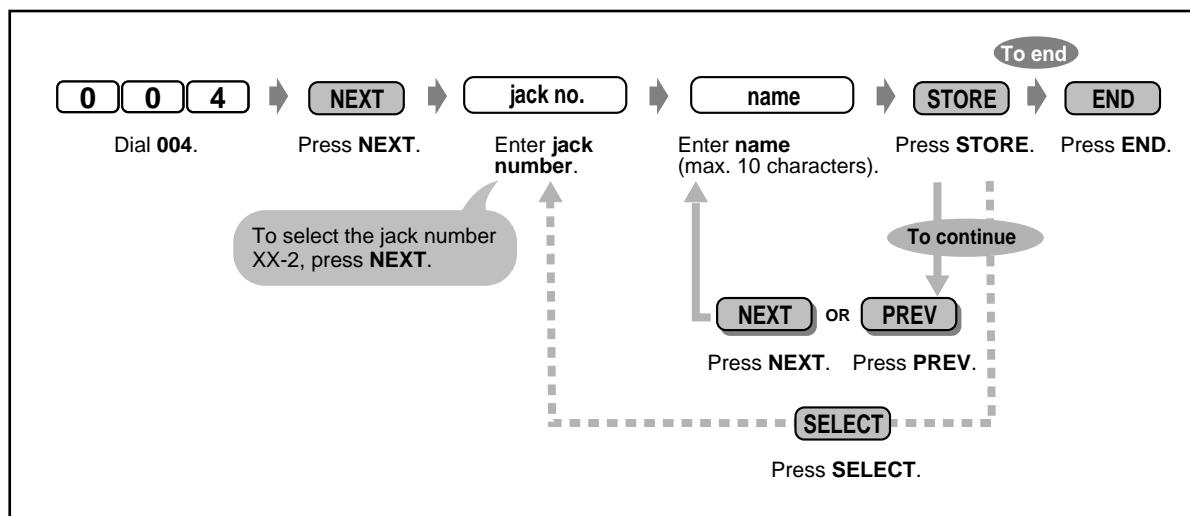 To end
0 0 4 NEXT jack no. name STORE END
Dial 004. Press NEXT. Enter jack number. Enter name (max. 10 characters). Press STORE. Press END.
To select the jack number
XX-2, press NEXT.
To continue
NEXT OR PREV
Press NEXT. Press PREV.
SELECT
Press SELECT.